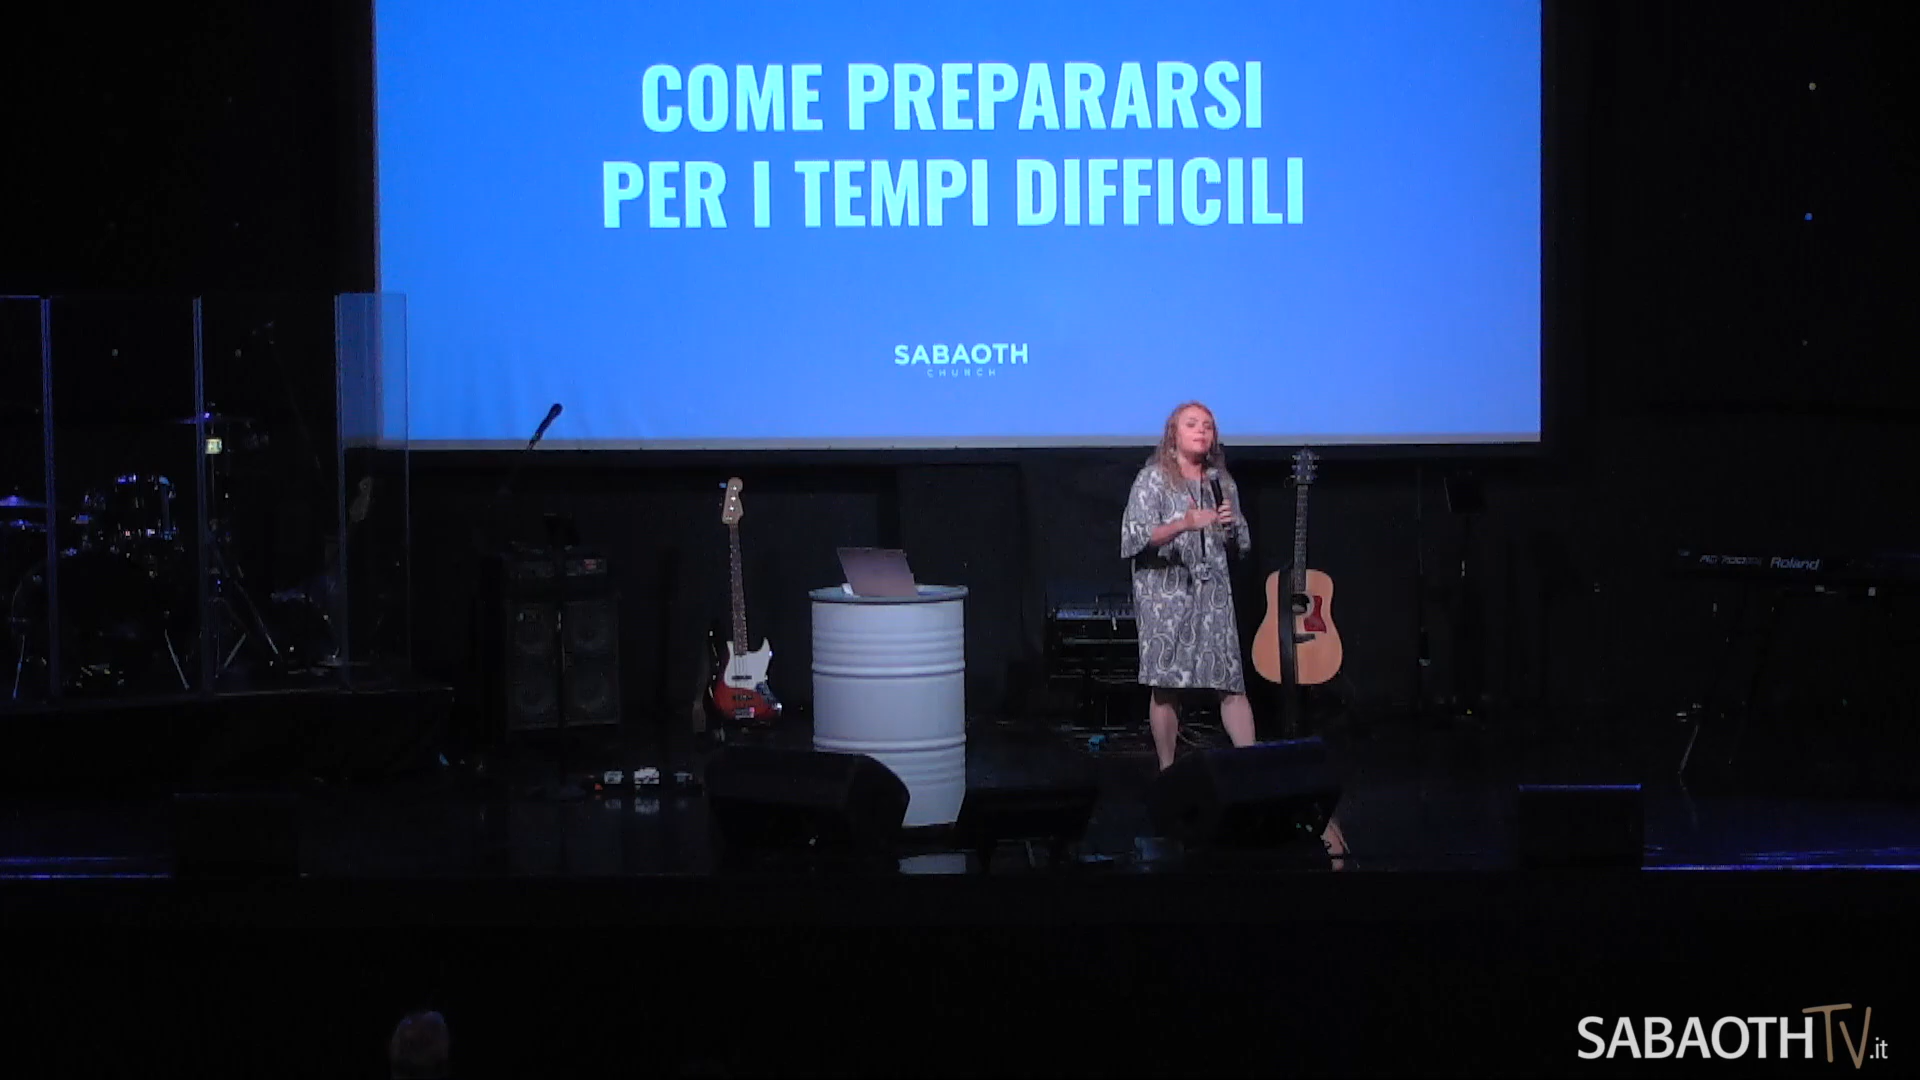 COME PREPARARSI
PER I TEMPI DIFFICILI
SABAOTH
CHURCH
Roland
SABAOTHTV.it